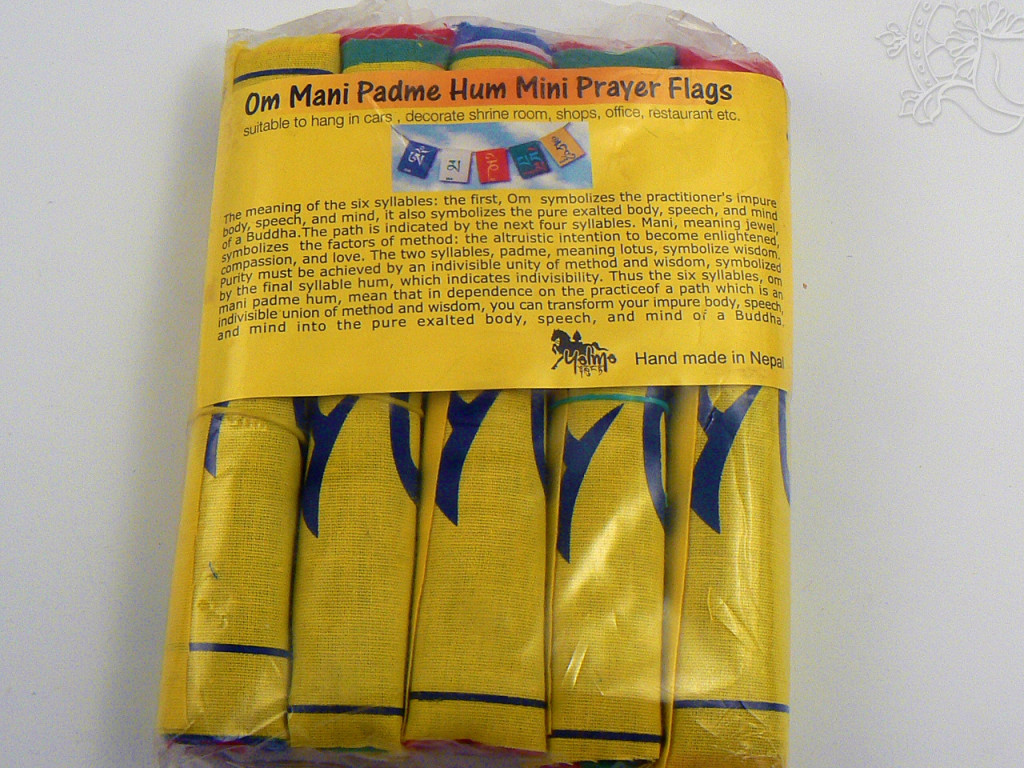 Om Mani Padme Hum Mini Prayer Flags
suitable to hang in cars , decorate shrine room, shops, office, restaurant etc.
The meaning of the six syllables: the first, Om symbolizes the practitioner's impure
body, speech, and mind, it also symbolizes the pure exalted body, speech, and mind
of a Buddha.The path is indicated by the next four syllables. Mani, meaning jewel,
symbolizes the factors of method: the altruistic intention to become enlightened,
compassion, and love. The two syllables, padme, meaning lotus, symbolize wisdom.
Purity must be achieved by an indivisible unity of method and wisdom, symbolized
by the final syllable hum, which indicates indivisibility. Thus the six syllables, om
mani padme hum, mean that in dependence on the practiceof a path which is an
indivisible union of method and wisdom, you can transform your impure body, speech,
and mind into the pure exalted body, speech, and mind of a Buddha.
Yolmo
Hand made in Nepal